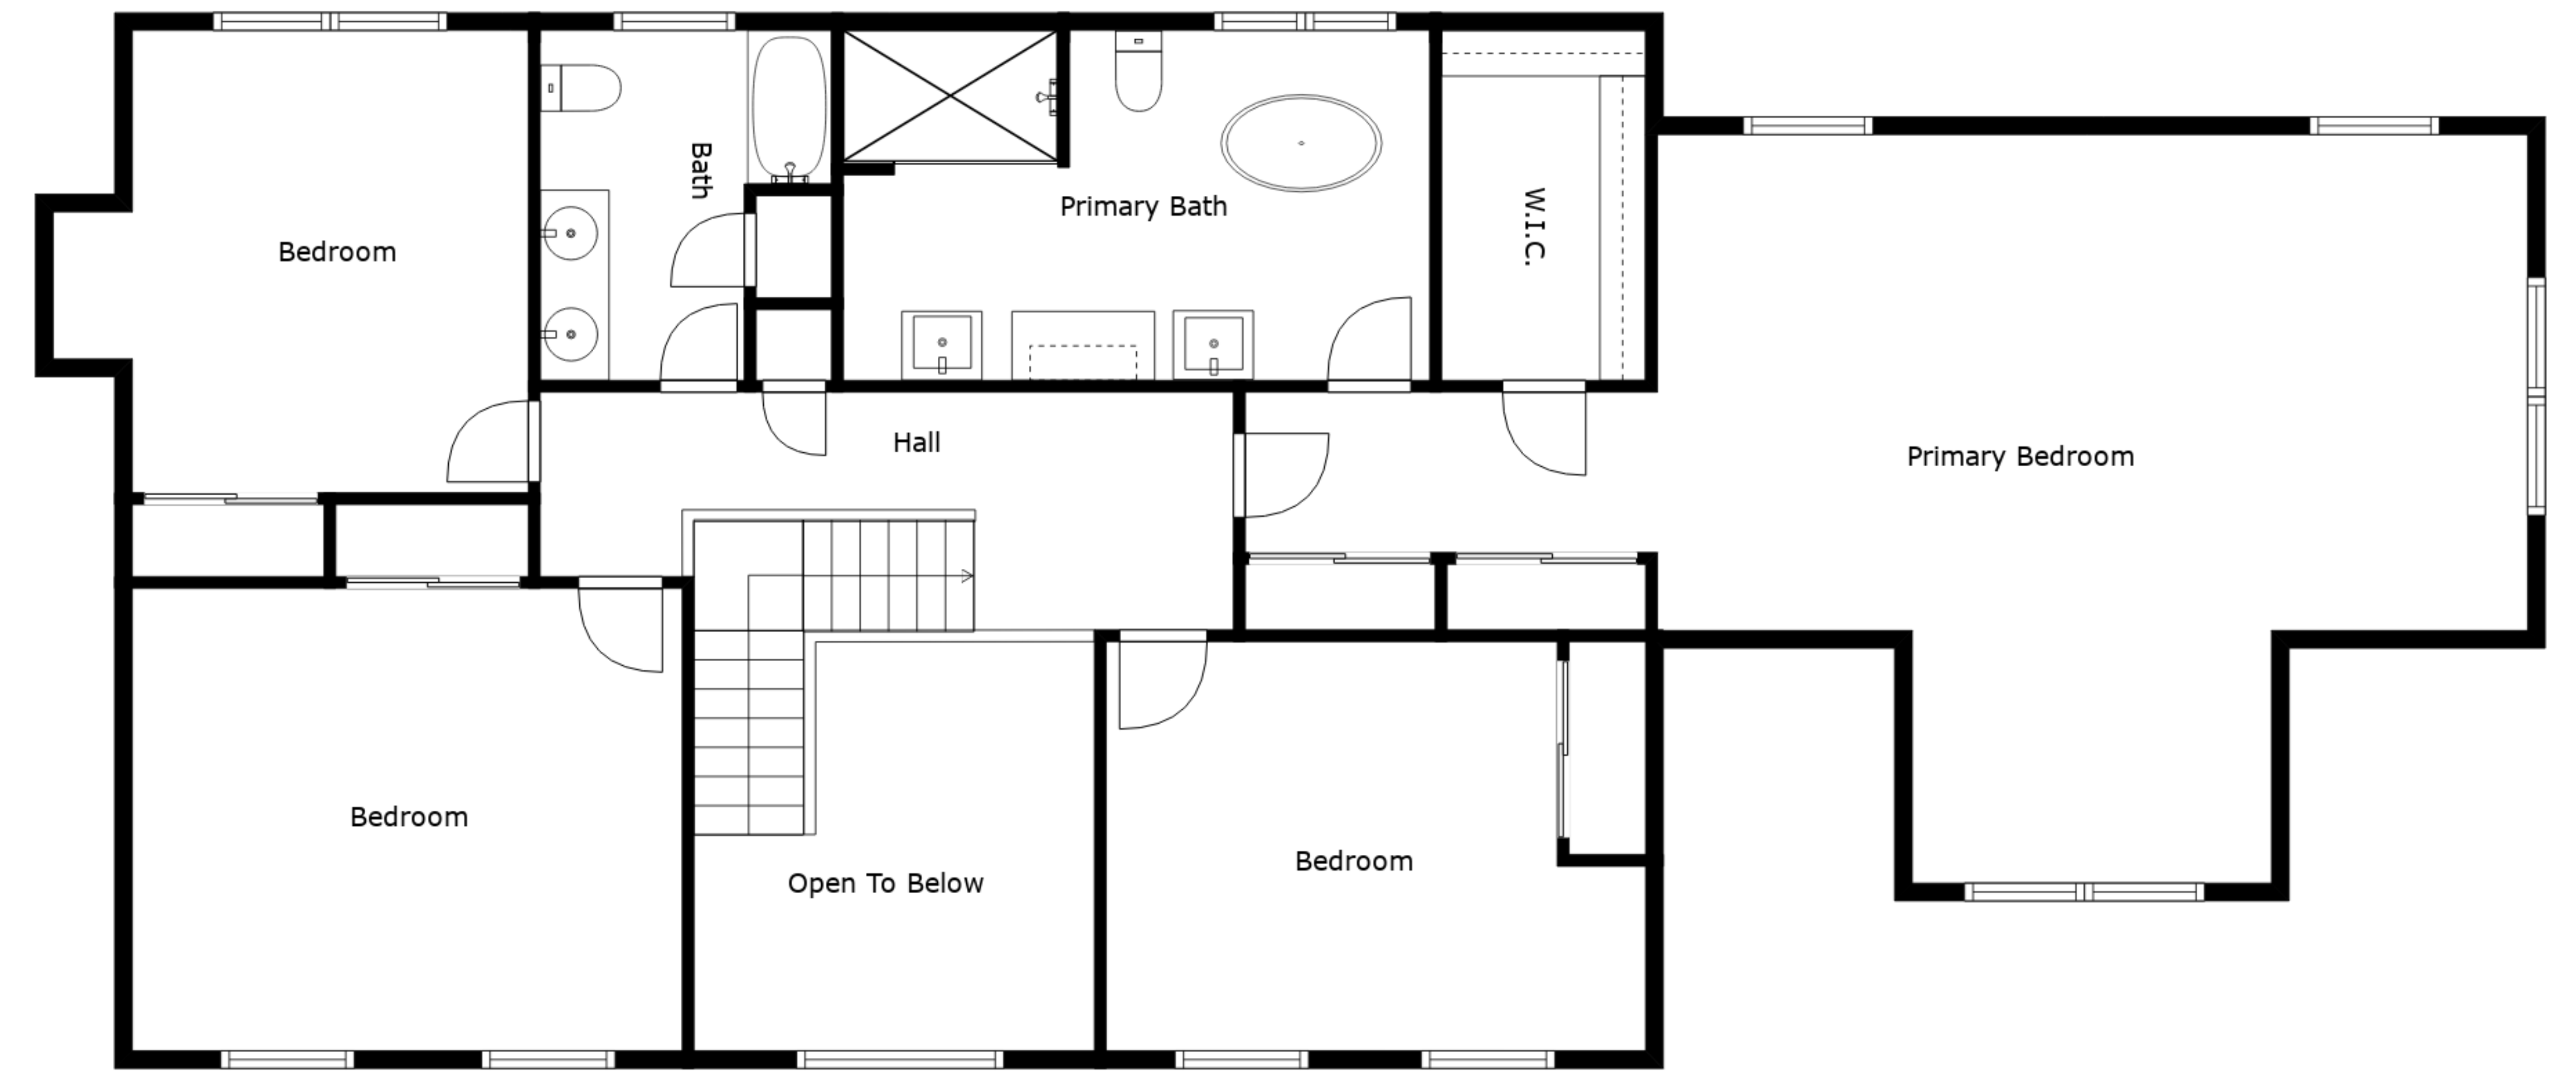 Bath
Primary Bath
W.I.C.
Bedroom
Hall
Primary Bedroom
Bedroom
Open To Below
Bedroom